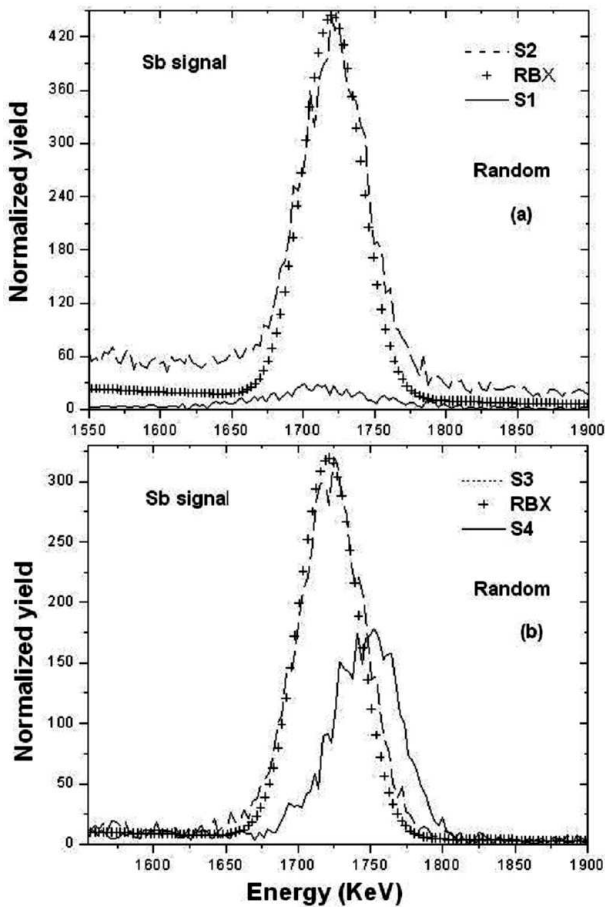 450
Sb signal
S2
RBX
360
S1
300
Normalized yield
240
Random
180
(a)
120
60
0
1550 1600 1650 1700 1750 1800 1850 1900
300
Sb signal
S3
RBX
250
S4
200
Normalized yield
Random
150
(b)
100
50
0
1600 1650 1700 1750 1800 1850 1900
Energy (KeV)